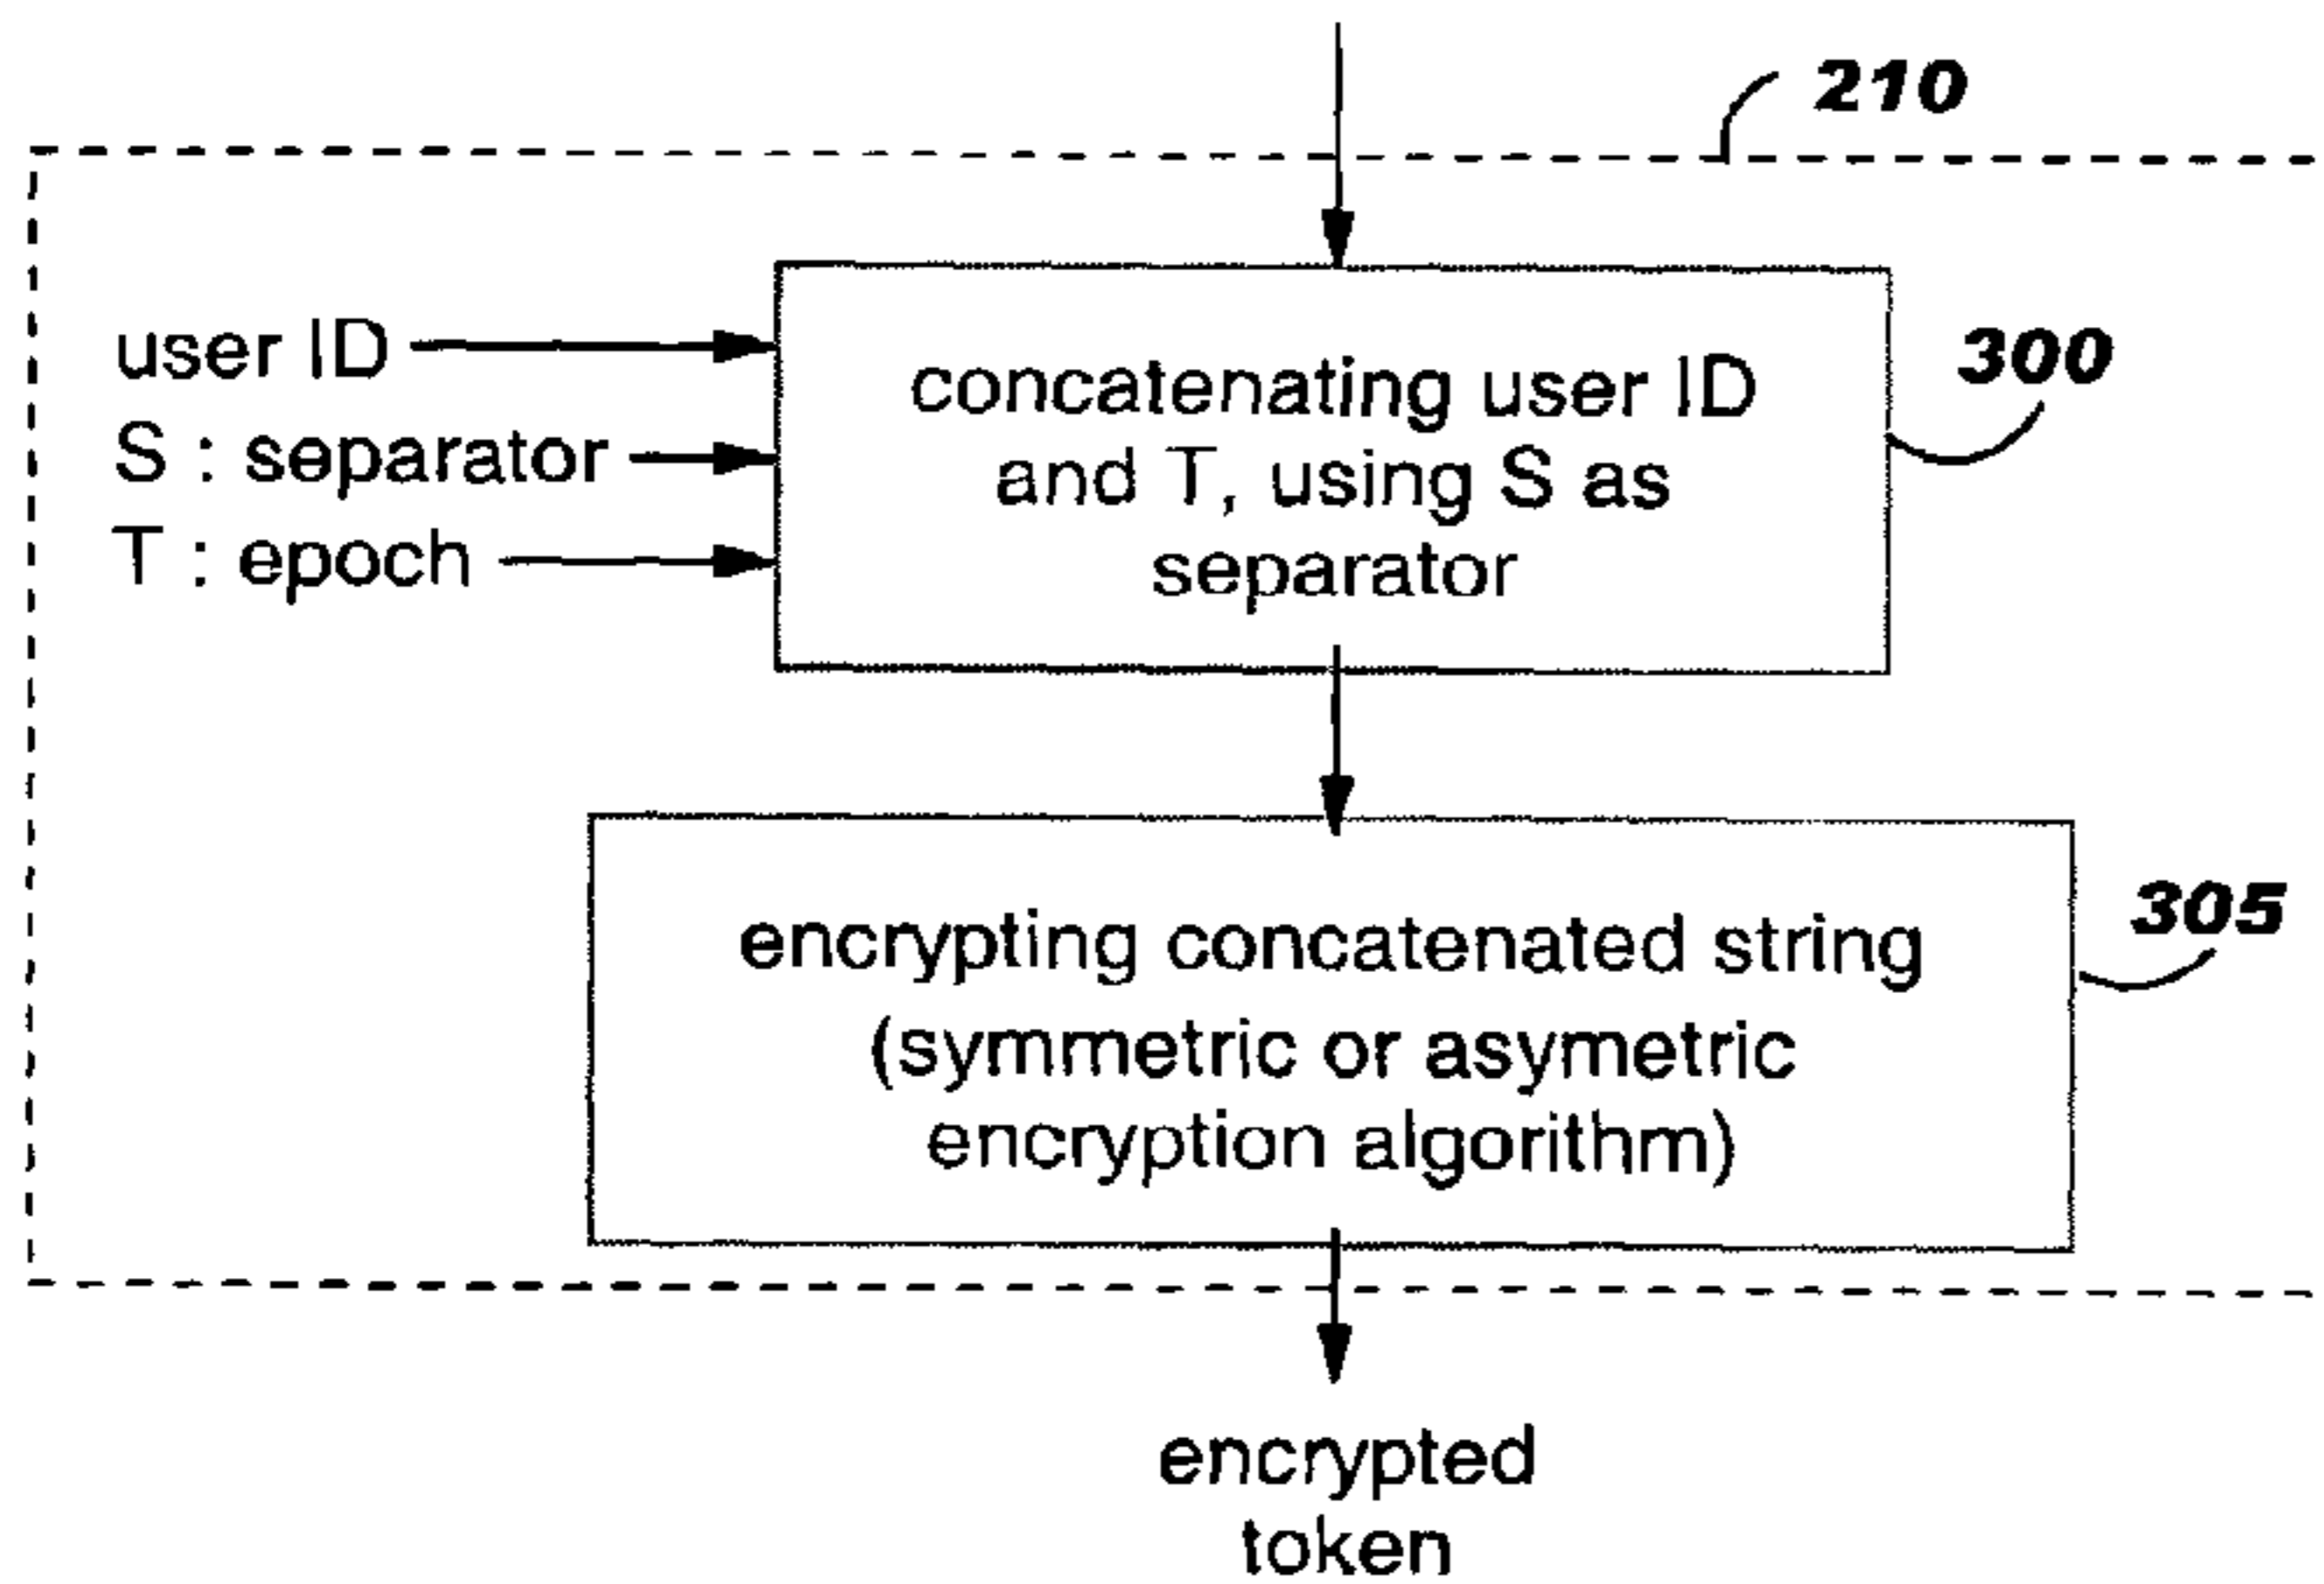 210
user ID
S : separator
T : epoch
concatenating user ID
and T, using S as
separator
300
encrypting concatenated string
(symmetric or asymetric
encryption algorithm)
305
encrypted
token